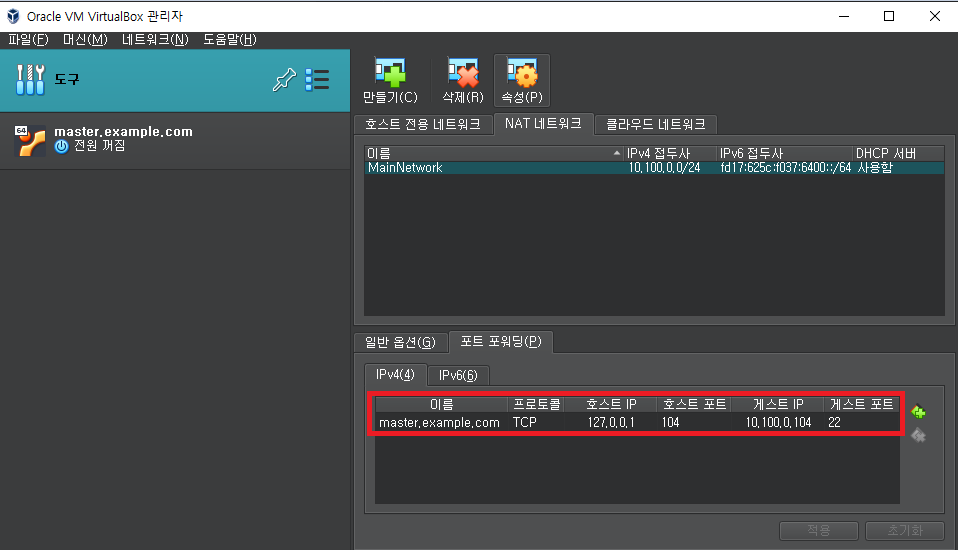 Oracle VM VirtualBox 관리자
파일(F) 머신(M) 네트워크(N) 도움말(H)
도구
64
master.example.com
전원 꺼짐
만들기(C) 삭제(R) 속성(P)
호스트 전용 네트워크 NAT 네트워크 클라우드 네트워크
이름 IPv4 접두사 IPv6 접두사 DHCP 서버
MainNetwork 10.100.0.0/24 fd17:625c:f037:6400::/64 사용함
일반 옵션(G) 포트 포워딩(P)
IPv4(4) IPv6(6)
이름 프로토콜 호스트 IP 호스트 포트 게스트 IP 게스트 포트
master.example.com TCP 127.0.0.1 104 10.100.0.104 22
적용 초기화